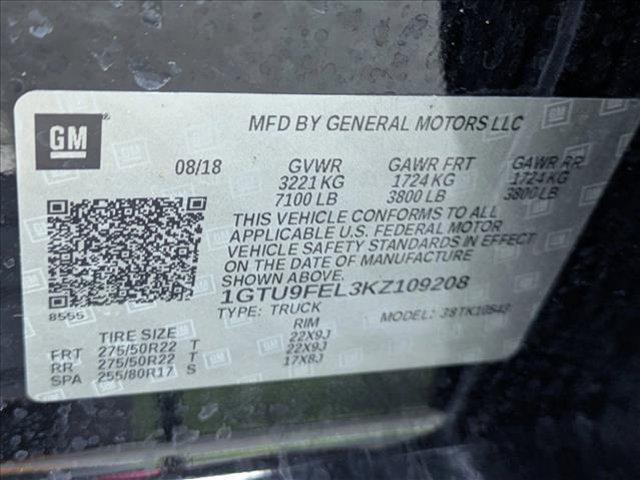 GM
MFD BY GENERAL MOTORS LLC
08/18 GVWR GAWR FRT GAWR RR
3221 KG 1724 KG 1724 KG
7100 LB 3800 LB 3800 LB
THIS VEHICLE CONFORMS TO ALL
APPLICABLE U.S. FEDERAL MOTOR
VEHICLE SAFETY STANDARDS IN EFFECT
ON THE DATE OF MANUFACTURE
SHOWN ABOVE.
8555
1GTU9FEL3KZ109208
TYPE: TRUCK MODEL: 38TK10543
TIRE SIZE RIM
FRT 275/50R22 T 22X9J
RR 275/50R22 T 22X9J
SPA 255/80R17 S 17X8J